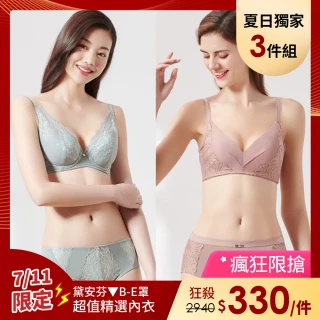 夏日獨家
3件組
瘋狂限搶
7/11
限定
黛安芬▼B-E罩
超值精選內衣
狂殺
2940
$330/件